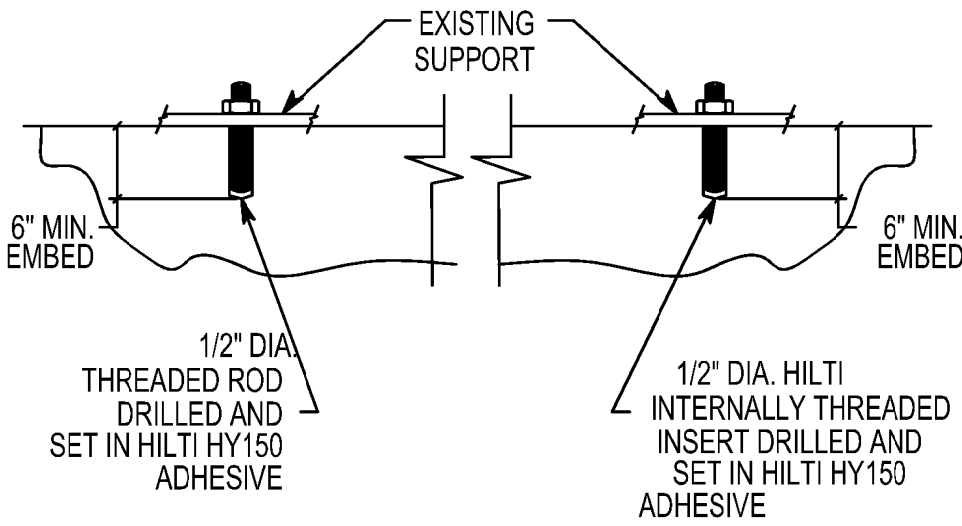 EXISTING
SUPPORT
6" MIN.
EMBED
6" MIN.
EMBED
1/2" DIA.
THREADED ROD
DRILLED AND
SET IN HILTI HY150
ADHESIVE
1/2" DIA. HILTI
INTERNALLY THREADED
INSERT DRILLED AND
SET IN HILTI HY150
ADHESIVE